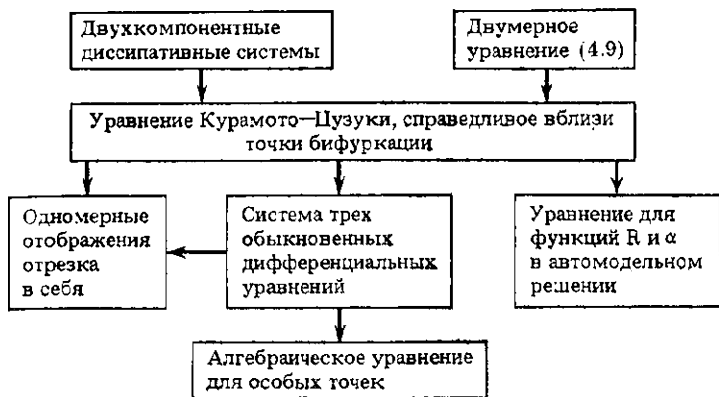 Двухкомпонентные
диссипативные системы
Двумерное
уравнение (4.9)
Уравнение Курамото—Цузуки, справедливое вблизи
точки бифуркации
Одномерные
отображения
отрезка
в себя
Система трех
обыкновенных
дифференциальных
уравнений
Уравнение для
функций R и α
в автомодельном
решении
Алгебраическое уравнение
для особых точек